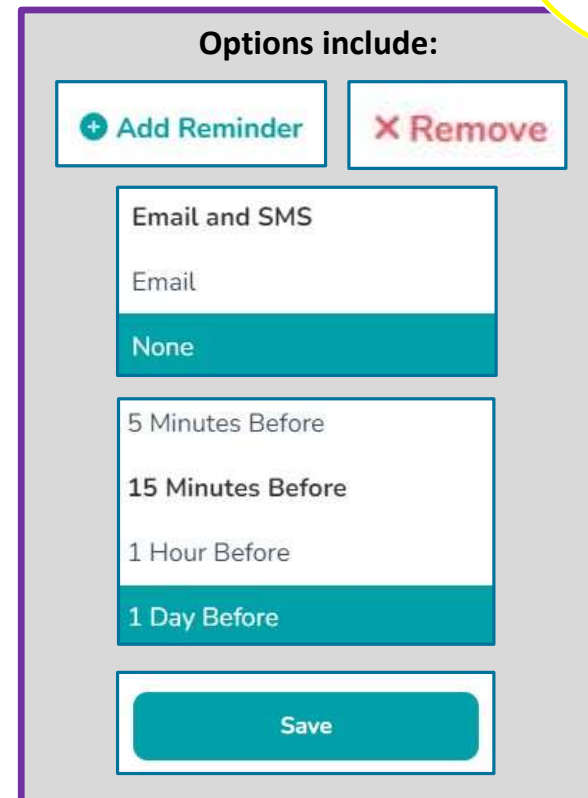 Options include:
Add Reminder
Remove
Email and SMS
Email
None
5 Minutes Before
15 Minutes Before
1 Hour Before
1 Day Before
Save